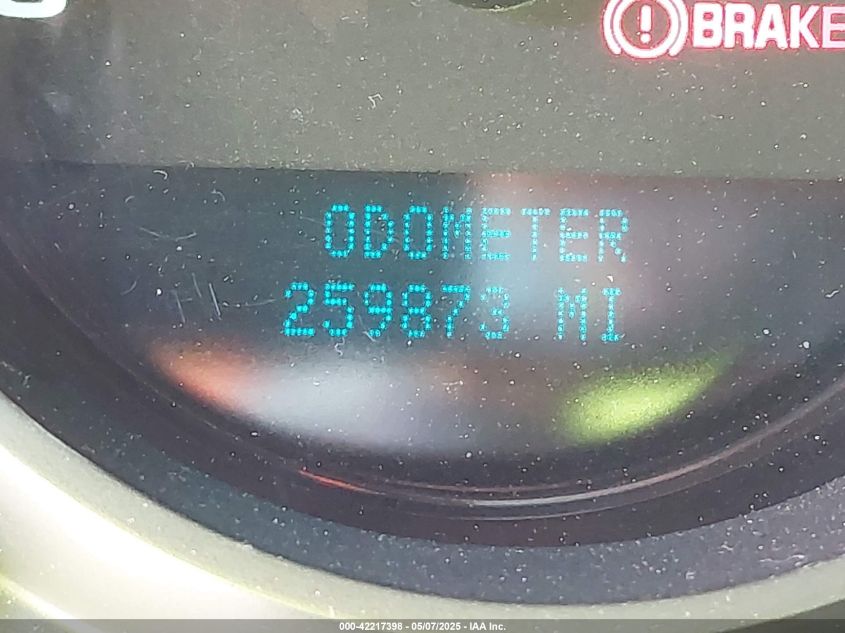 BRAKE
ODOMETER
259873 MI
000-42217398 - 05/07/2025 - IAA Inc.